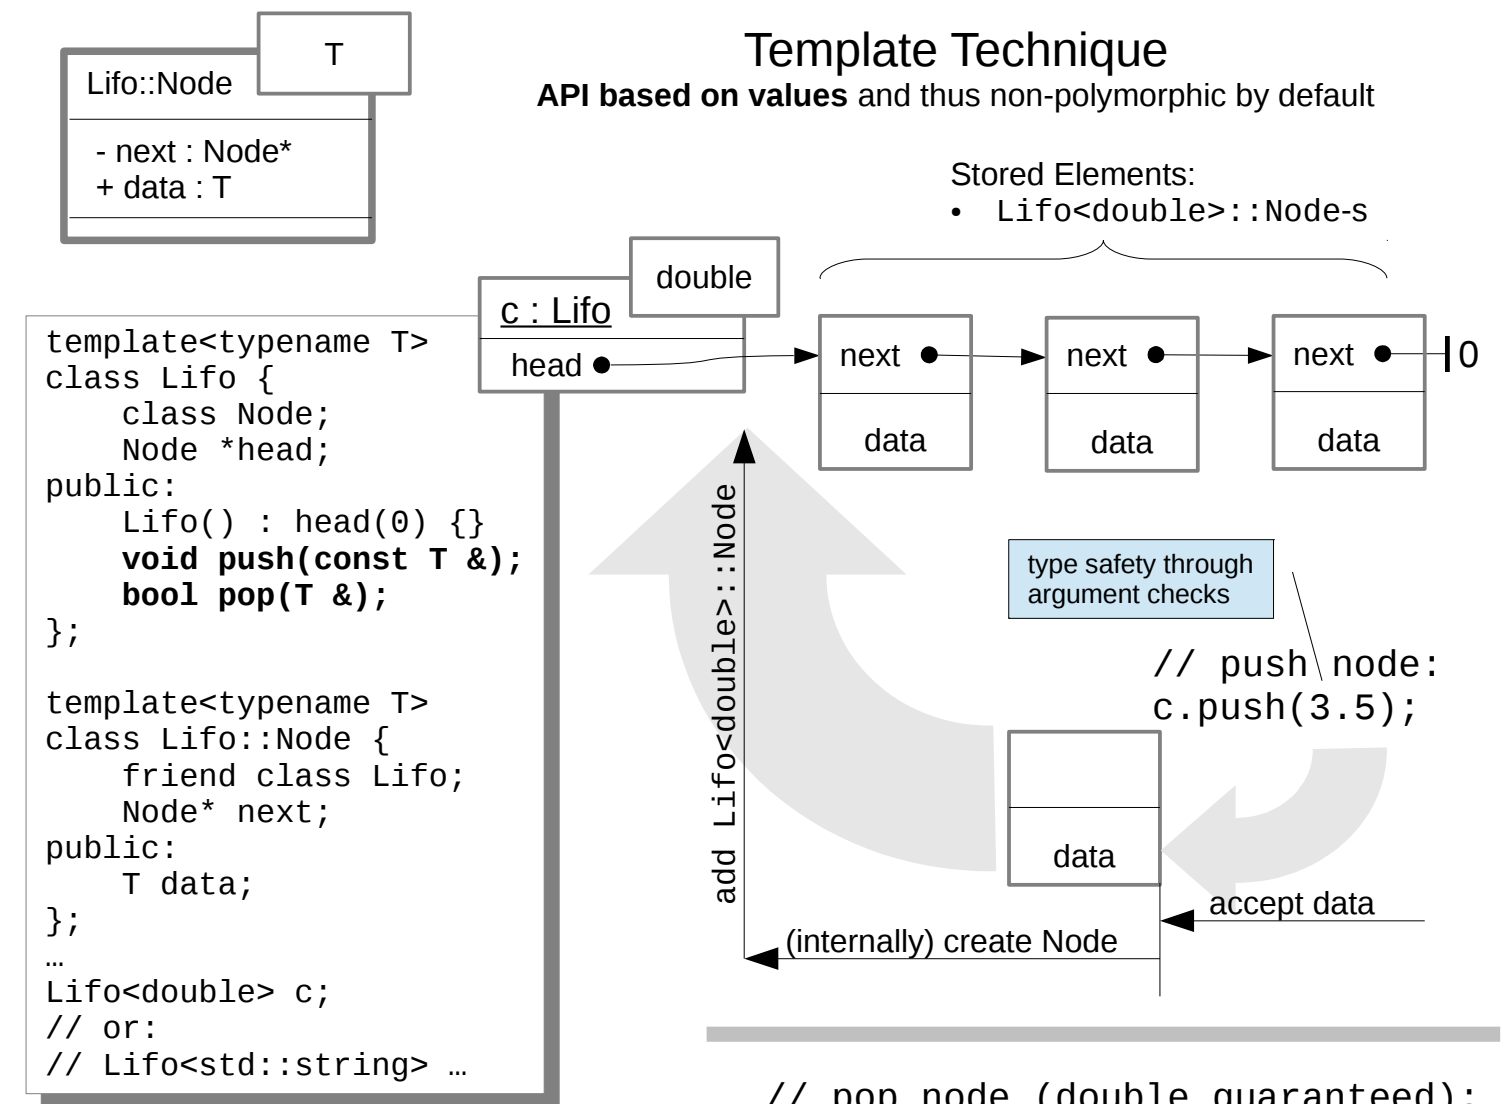 T
Lifo::Node
- next : Node*
+ data : T
Template Technique
API based on values and thus non-polymorphic by default
Stored Elements:
• Lifo<double>::Node-s
double
c : Lifo
head
next
data
next
data
next
data
0
template<typename T>
class Lifo {
    class Node;
    Node *head;
public:
    Lifo() : head(0) {}
    void push(const T &);
    bool pop(T &);
};
template<typename T>
class Lifo::Node {
    friend class Lifo;
    Node* next;
public:
    T data;
};
…
Lifo<double> c;
// or:
// Lifo<std::string> …
add Lifo<double>::Node
type safety through
argument checks
// push node:
c.push(3.5);
data
accept data
(internally) create Node
// pop node (double guaranteed):